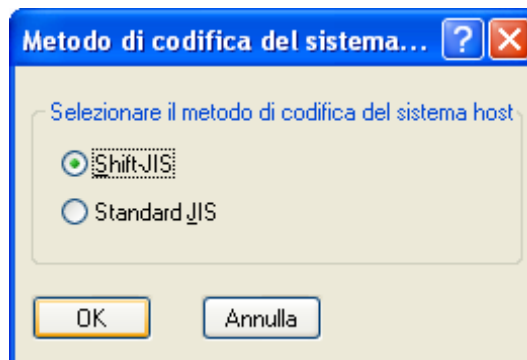 Metodo di codifica del sistema...
Selezionare il metodo di codifica del sistema host
Shift-JIS
Standard JIS
OK Annulla